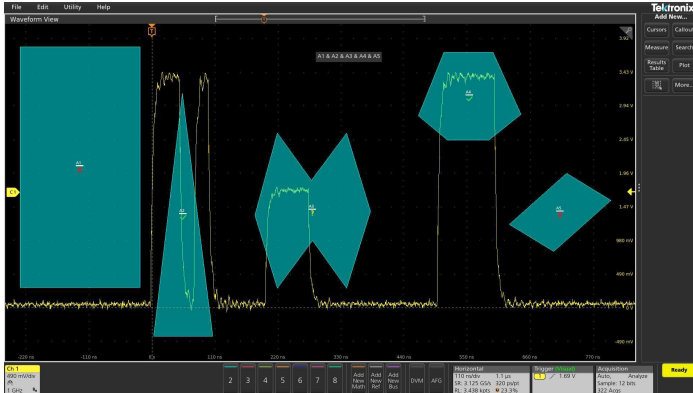 File Edit Utility Help
Tektronix
Waveform View
Add New...
Cursors Callout
Measure Search
Results Table Plot
More...
T
A1 & A2 & A3 & A4 & A5
3.92
3.43 V
2.94 V
2.45 V
1.96 V
1.47 V
980 mV
490 mV
0 V
-490 mV
A1
A2
A3
A4
A5
C1
-220 ns -110 ns 0 s 110 ns 220 ns 330 ns 440 ns 550 ns 660 ns 770 ns
Ch 1
490 mV/div
1 GHz
2 3 4 5 6 7 8
Add New Math
Add New Ref
Add New Bus
DVM AFG
Horizontal
110 ns/div 1.1 µs
SR: 3.125 GS/s 320 ps/pt
RL: 3.438 kpts 23.3%
Trigger (Visual)
1 1.69 V
Acquisition
Auto, Analyze
Sample: 12 bits
322 Acqs
Ready